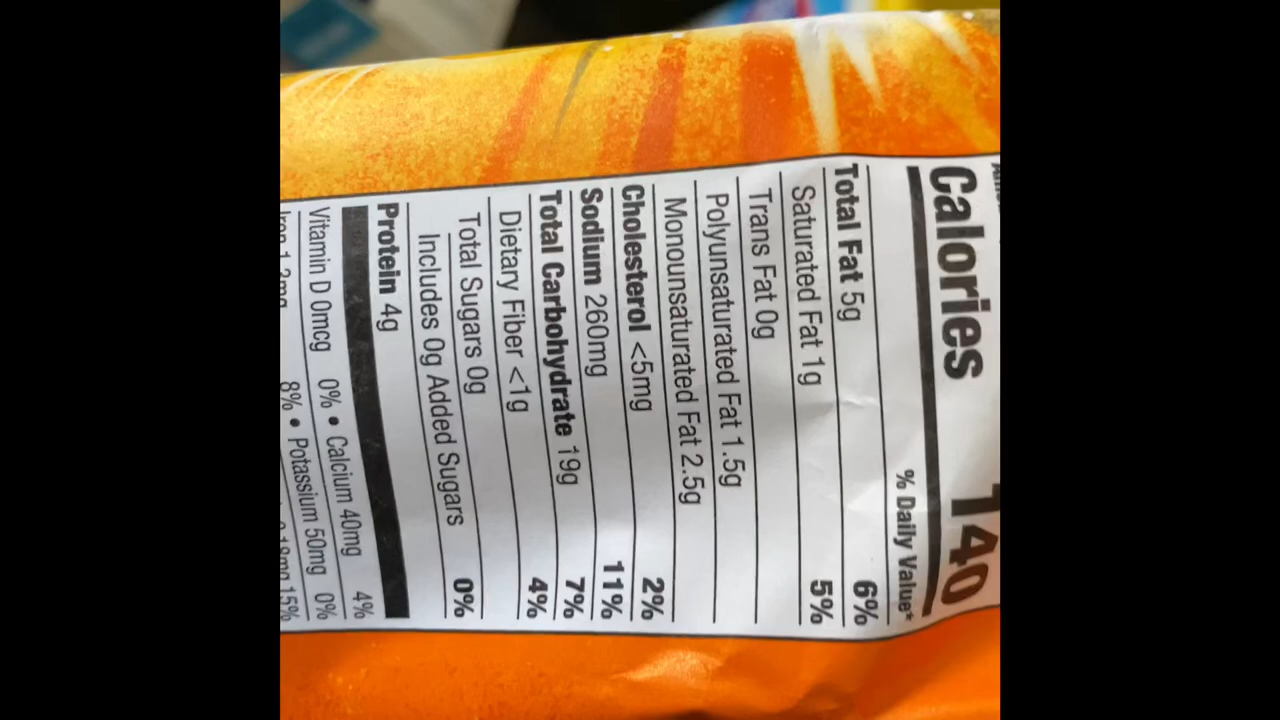 Calories 140
% Daily Value*
Total Fat 5g 6%
Saturated Fat 1g 5%
Trans Fat 0g
Polyunsaturated Fat 1.5g
Monounsaturated Fat 2.5g
Cholesterol <5mg 2%
Sodium 260mg 11%
Total Carbohydrate 19g 7%
Dietary Fiber <1g 4%
Total Sugars 0g
Includes 0g Added Sugars 0%
Protein 4g
Vitamin D 0mcg 0% • Calcium 40mg 4%
8% • Potassium 50mg 0%
15%